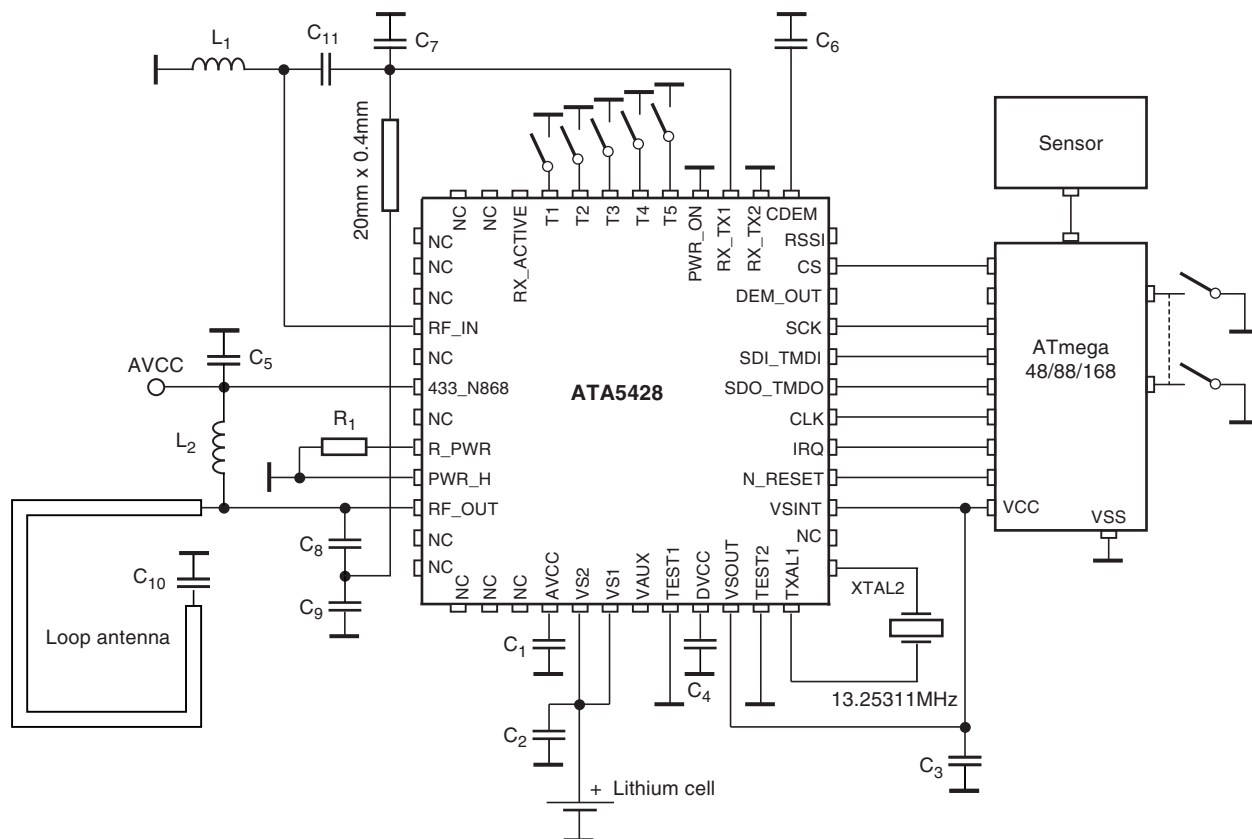 L1
C11
C7
C6
20mm x 0.4mm
Sensor
NC
NC
RX_ACTIVE
T1
T2
T3
T4
T5
PWR_ON
RX_TX1
RX_TX2
CDEM
NC
NC
NC
RF_IN
NC
433_N868
NC
R_PWR
PWR_H
RF_OUT
NC
NC
RSSI
CS
DEM_OUT
SCK
SDI_TMDI
SDO_TMDO
CLK
IRQ
N_RESET
VSINT
NC
XTAL2
ATA5428
ATmega
48/88/168
VCC
VSS
AVCC
C5
L2
R1
C8
C9
C10
Loop antenna
NC
NC
NC
AVCC
VS2
VS1
VAUX
TEST1
DVCC
VSOUT
TEST2
TXAL1
C1
C4
13.25311MHz
C2
C3
+ Lithium cell